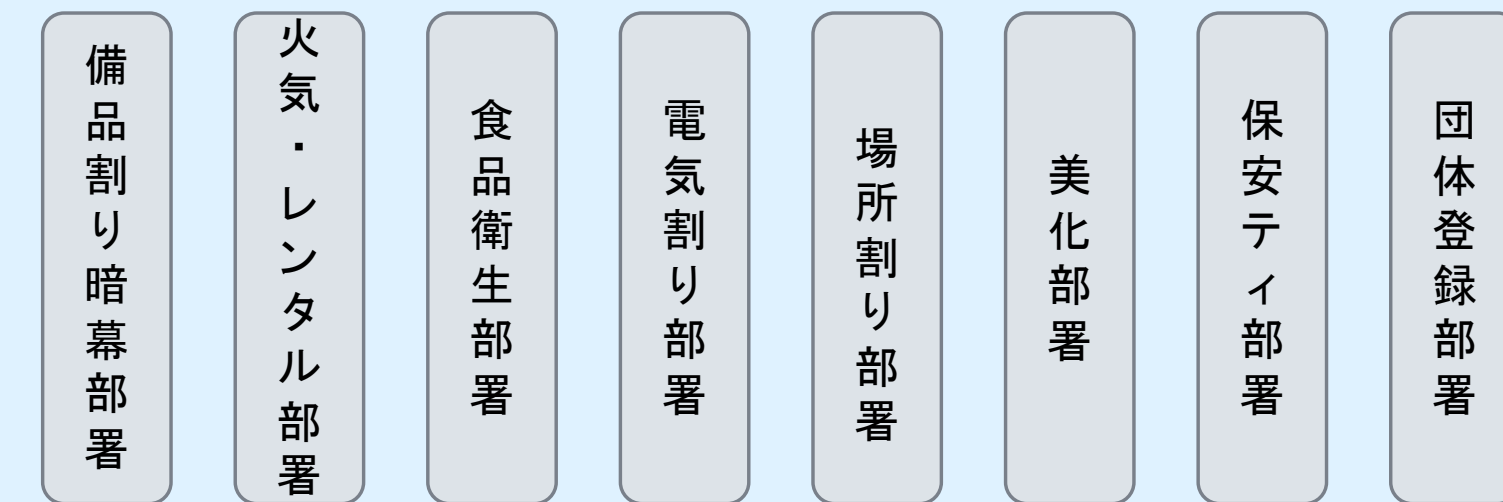 備品割り暗幕部署
火気・レンタル部署
食品衛生部署
電気割り部署
場所割り部署
美化部署
保安ティ部署
団体登録部署